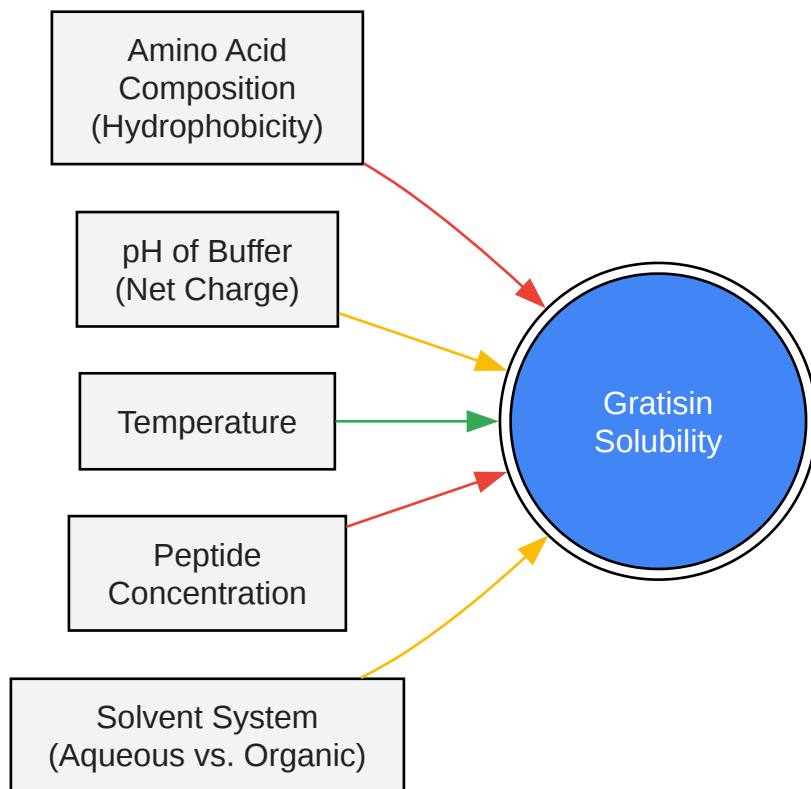 Amino Acid
Composition
(Hydrophobicity)
pH of Buffer
(Net Charge)
Temperature
Peptide
Concentration
Solvent System
(Aqueous vs. Organic)
Gratisin
Solubility